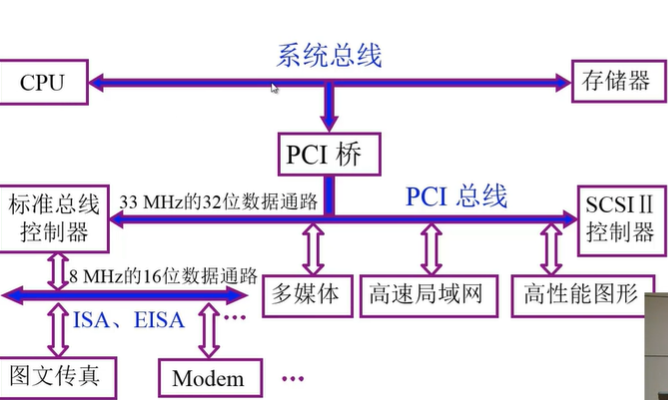 系统总线
CPU
存储器
PCI 桥
标准总线
控制器
33 MHz的32位数据通路
PCI 总线
SCSI Ⅱ
控制器
8 MHz的16位数据通路
多媒体
高速局域网
高性能图形
ISA、EISA
…
图文传真
Modem
…